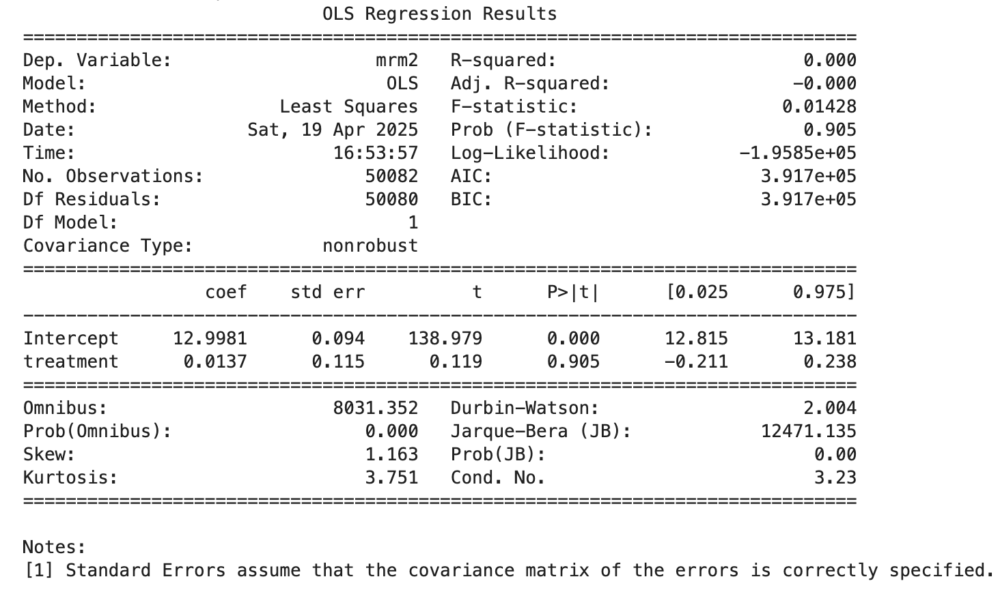 OLS Regression Results
==============================================================================
Dep. Variable:                   mrm2   R-squared:                       0.000
Model:                            OLS   Adj. R-squared:                 -0.000
Method:                 Least Squares   F-statistic:                   0.01428
Date:                Sat, 19 Apr 2025   Prob (F-statistic):              0.905
Time:                        16:53:57   Log-Likelihood:            -1.9585e+05
No. Observations:               50082   AIC:                         3.917e+05
Df Residuals:                   50080   BIC:                         3.917e+05
Df Model:                           1
Covariance Type:            nonrobust
==============================================================================
                 coef    std err          t      P>|t|      [0.025      0.975]
------------------------------------------------------------------------------
Intercept     12.9981      0.094    138.979      0.000      12.815      13.181
treatment      0.0137      0.115      0.119      0.905      -0.211       0.238
==============================================================================
Omnibus:                     8031.352   Durbin-Watson:                   2.004
Prob(Omnibus):                  0.000   Jarque-Bera (JB):            12471.135
Skew:                           1.163   Prob(JB):                         0.00
Kurtosis:                       3.751   Cond. No.                         3.23
==============================================================================
Notes:
[1] Standard Errors assume that the covariance matrix of the errors is correctly specified.